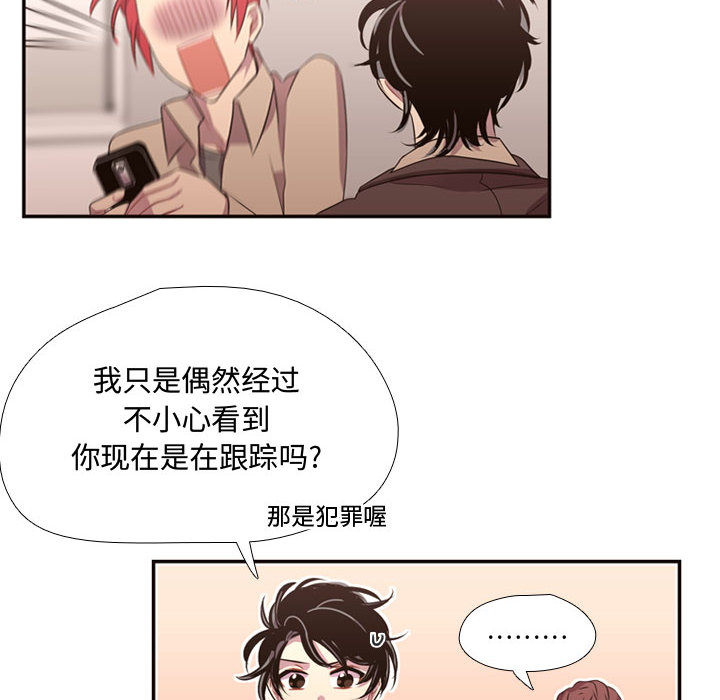 我只是偶然经过
不小心看到
你现在是在跟踪吗?
那是犯罪喔
………